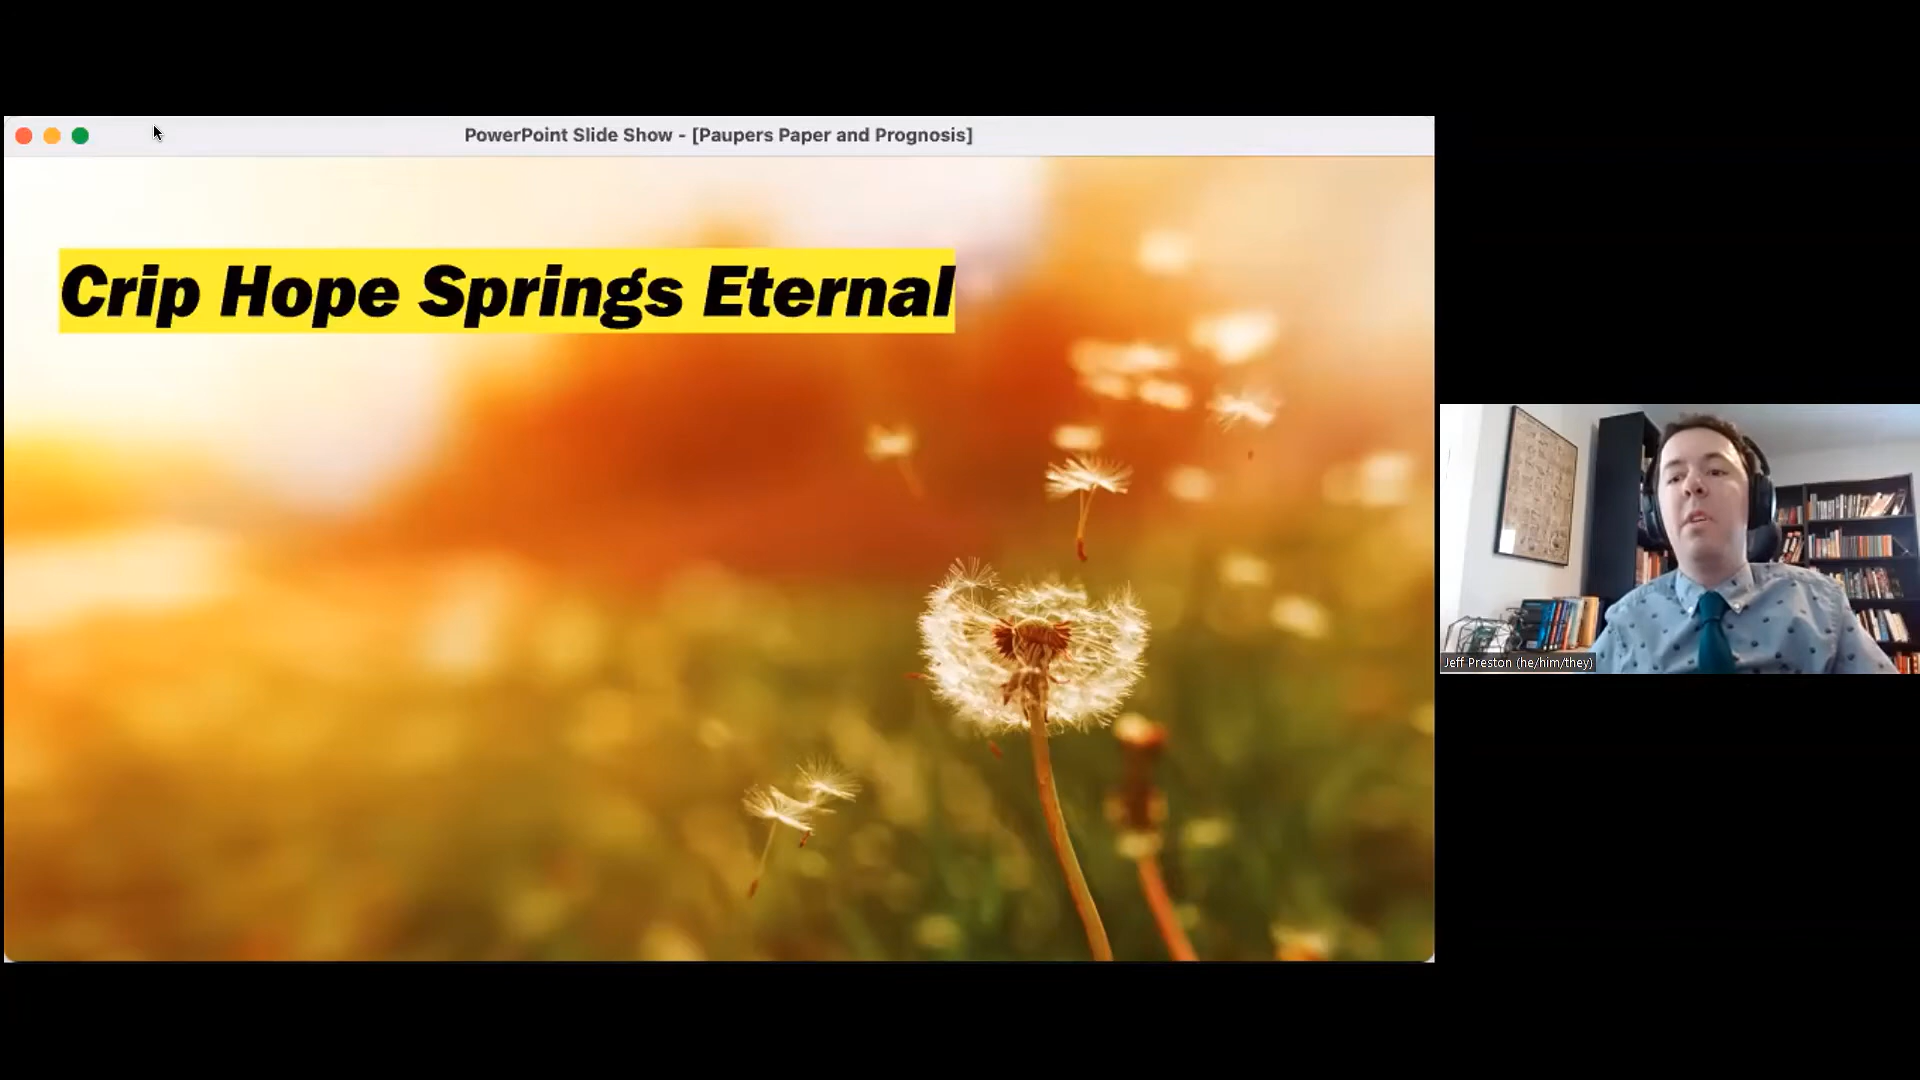 PowerPoint Slide Show - [Paupers Paper and Prognosis]
Crip Hope Springs Eternal
Jeff Preston (he/him/they)